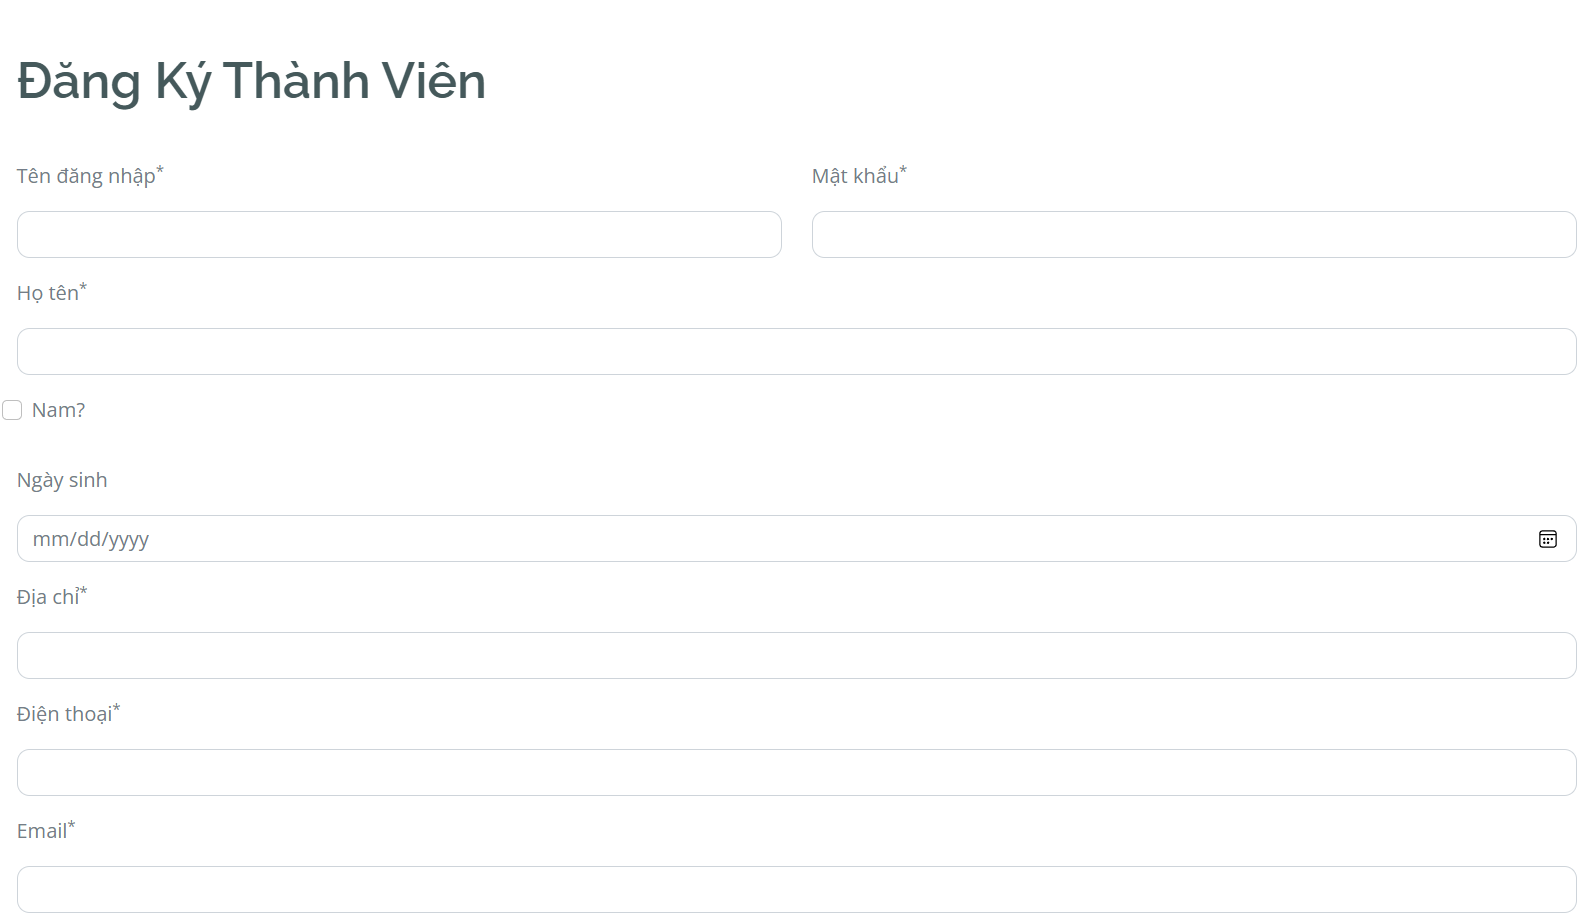 Đăng Ký Thành Viên
Tên đăng nhập*
Mật khẩu*
Họ tên*
Nam?
Ngày sinh
mm/dd/yyyy
Địa chỉ*
Điện thoại*
Email*